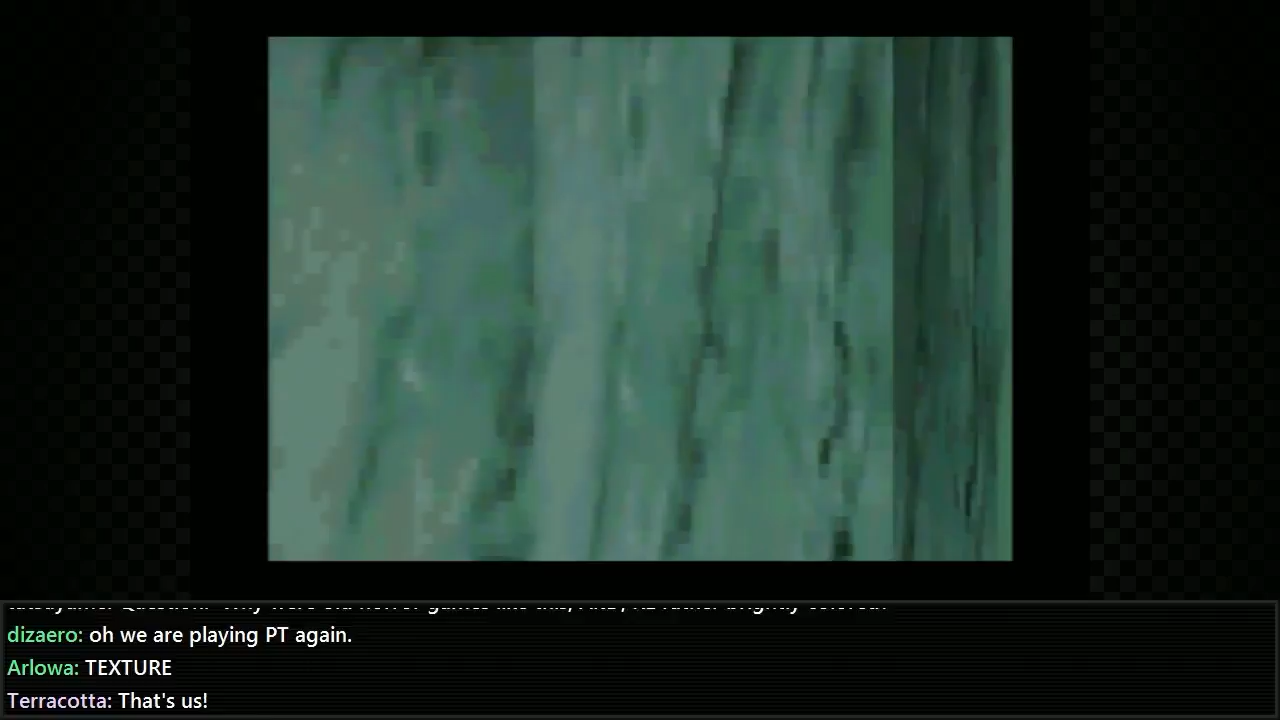 dizaero: oh we are playing PT again.
Arlowa: TEXTURE
Terracotta: That's us!